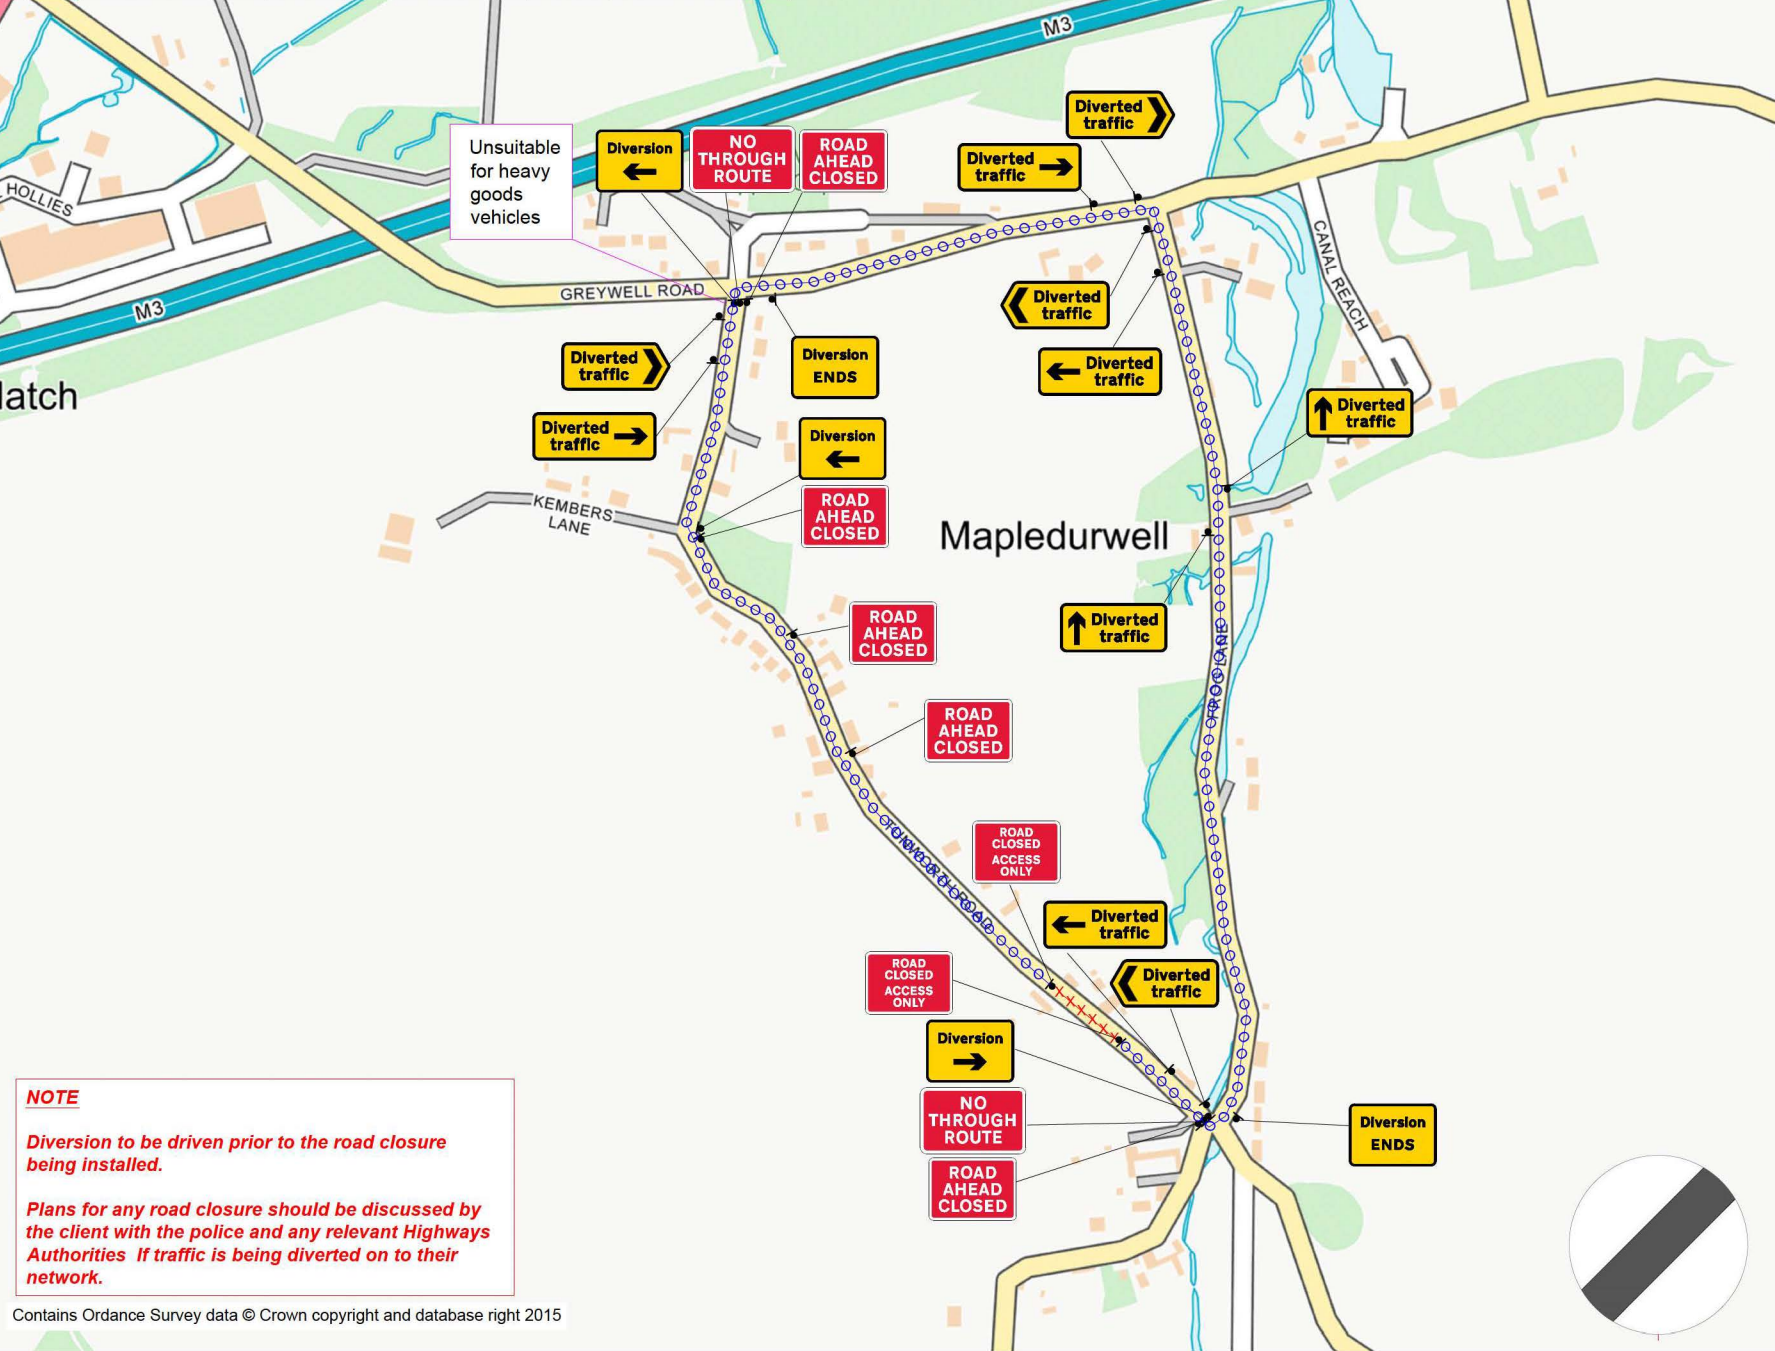 M3
Diverted
traffic
Unsuitable
for heavy
goods
vehicles
Diversion
NO
THROUGH
ROUTE
ROAD
AHEAD
CLOSED
Diverted
traffic
HOLLIES
CANAL REACH
M3
GREYWELL ROAD
Diverted
traffic
Diverted
traffic
Diversion
ENDS
Diverted
traffic
latch
Diverted
traffic
Diverted
traffic
Diversion
ROAD
AHEAD
CLOSED
KEMBERS
LANE
Mapledurwell
Diverted
traffic
ROAD
AHEAD
CLOSED
FROG LANE
ROAD
AHEAD
CLOSED
TUNWORTH ROAD
ROAD
CLOSED
ACCESS
ONLY
Diverted
traffic
ROAD
CLOSED
ACCESS
ONLY
Diverted
traffic
Diversion
NO
THROUGH
ROUTE
Diversion
ENDS
ROAD
AHEAD
CLOSED
NOTE
Diversion to be driven prior to the road closure
being installed.
Plans for any road closure should be discussed by
the client with the police and any relevant Highways
Authorities If traffic is being diverted on to their
network.
Contains Ordance Survey data © Crown copyright and database right 2015